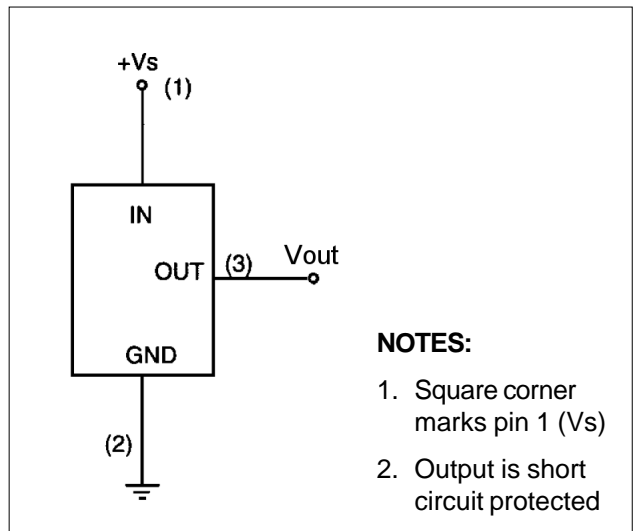 +Vs
(1)
IN
OUT
(3)
Vout
GND
(2)
NOTES:
1. Square corner
marks pin 1 (Vs)
2. Output is short
circuit protected